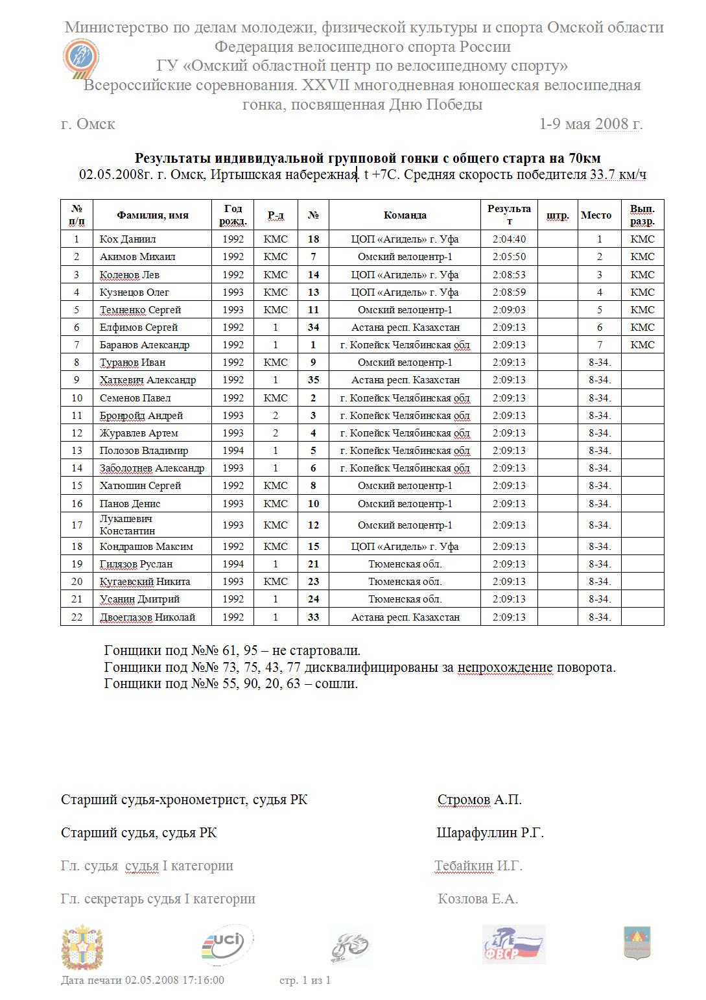 Министерство по делам молодежи, физической культуры и спорта Омской области
Федерация велосипедного спорта России
ГУ «Омский областной центр по велосипедному спорту»
Всероссийские соревнования. XXVII многодневная юношеская велосипедная
гонка, посвященная Дню Победы
г. Омск 1-9 мая 2008 г.
Результаты индивидуальной групповой гонки с общего старта на 70км
02.05.2008г. г. Омск, Иртышская набережная. t +7С. Средняя скорость победителя 33.7 км/ч
№ п/п Фамилия, имя Год рожд. Р-д № Команда Результат штр. Место Вып. разр.
1 Кох Даниил 1992 КМС 18 ЦОП «Агидель» г. Уфа 2:04:40 1 КМС
2 Акимов Михаил 1992 КМС 7 Омский велоцентр-1 2:05:50 2 КМС
3 Коленов Лев 1992 КМС 14 ЦОП «Агидель» г. Уфа 2:08:53 3 КМС
4 Кузнецов Олег 1993 КМС 13 ЦОП «Агидель» г. Уфа 2:08:59 4 КМС
5 Темненко Сергей 1993 КМС 11 Омский велоцентр-1 2:09:03 5 КМС
6 Елфимов Сергей 1992 1 34 Астана респ. Казахстан 2:09:13 6 КМС
7 Баранов Александр 1992 1 1 г. Копейск Челябинская обл 2:09:13 7 КМС
8 Туранов Иван 1992 КМС 9 Омский велоцентр-1 2:09:13 8-34.
9 Хаткевич Александр 1992 1 35 Астана респ. Казахстан 2:09:13 8-34.
10 Семенов Павел 1992 КМС 2 г. Копейск Челябинская обл 2:09:13 8-34.
11 Бронройд Андрей 1993 2 3 г. Копейск Челябинская обл 2:09:13 8-34.
12 Журавлев Артем 1993 2 4 г. Копейск Челябинская обл 2:09:13 8-34.
13 Полозов Владимир 1994 1 5 г. Копейск Челябинская обл 2:09:13 8-34.
14 Заболотнев Александр 1993 1 6 г. Копейск Челябинская обл 2:09:13 8-34.
15 Хатюшин Сергей 1992 КМС 8 Омский велоцентр-1 2:09:13 8-34.
16 Панов Денис 1993 КМС 10 Омский велоцентр-1 2:09:13 8-34.
17 Лукашевич Константин 1993 КМС 12 Омский велоцентр-1 2:09:13 8-34.
18 Кондрашов Максим 1992 КМС 15 ЦОП «Агидель» г. Уфа 2:09:13 8-34.
19 Гилязов Руслан 1994 1 21 Тюменская обл. 2:09:13 8-34.
20 Кугаевский Никита 1993 КМС 23 Тюменская обл. 2:09:13 8-34.
21 Усанин Дмитрий 1992 1 24 Тюменская обл. 2:09:13 8-34.
22 Двоеглазов Николай 1992 1 33 Астана респ. Казахстан 2:09:13 8-34.
Гонщики под №№ 61, 95 – не стартовали.
Гонщики под №№ 73, 75, 43, 77 дисквалифицированы за непрохождение поворота.
Гонщики под №№ 55, 90, 20, 63 – сошли.
Старший судья-хронометрист, судья РК Стромов А.П.
Старший судья, судья РК Шарафуллин Р.Г.
Гл. судья судья I категории Тебайкин И.Г.
Гл. секретарь судья I категории Козлова Е.А.
uci ФВСР
Дата печати 02.05.2008 17:16:00 стр. 1 из 1